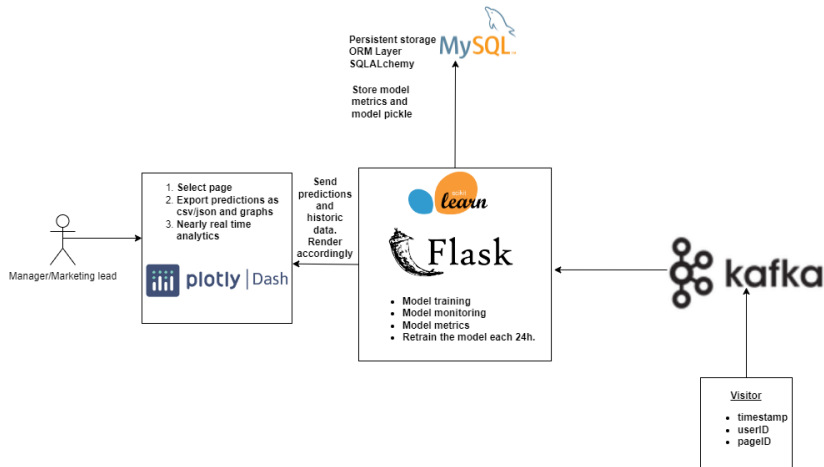 Persistent storage
ORM Layer
SQLALchemy
MySQL
Store model
metrics and
model pickle
1. Select page
2. Export predictions as
csv/json and graphs
3. Nearly real time
analytics
plotly | Dash
Manager/Marketing lead
Send
predictions
and
historic
data.
Render
accordingly
scikit
learn
Flask
• Model training
• Model monitoring
• Model metrics
• Retrain the model each 24h.
kafka
Visitor
• timestamp
• userID
• pageID